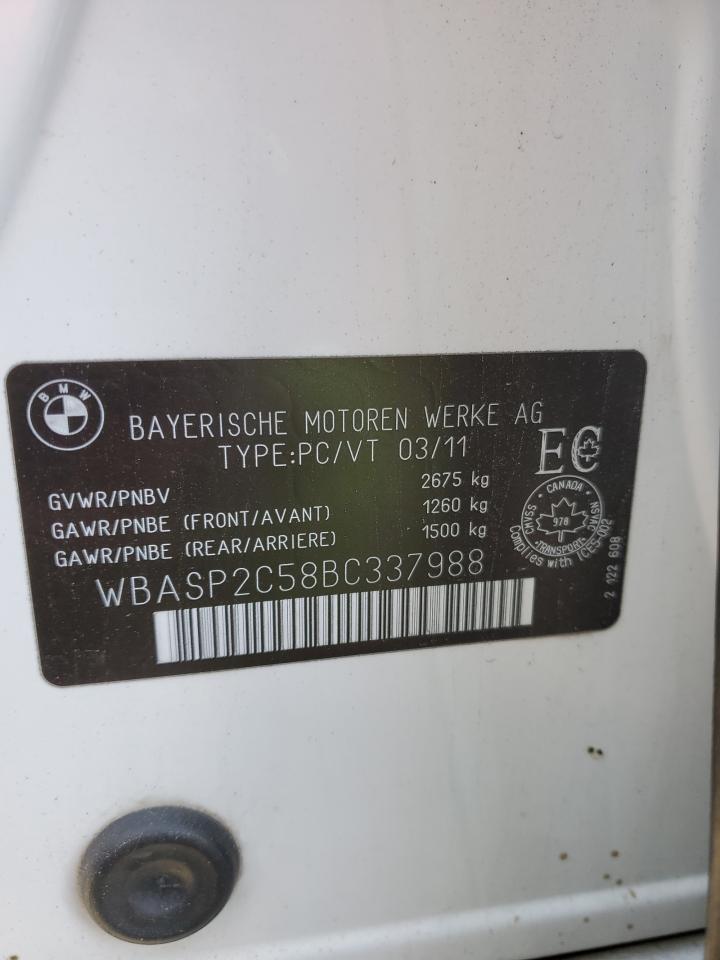 BMW
BAYERISCHE MOTOREN WERKE AG
TYPE:PC/VT 03/11
EC
GVWR/PNBV 2675 kg
GAWR/PNBE (FRONT/AVANT) 1260 kg
GAWR/PNBE (REAR/ARRIERE) 1500 kg
CANADA
CMVSS NSVAC
978
TRANSPORT
Complies with ICES-002
2 122 608
WBASP2C58BC337988